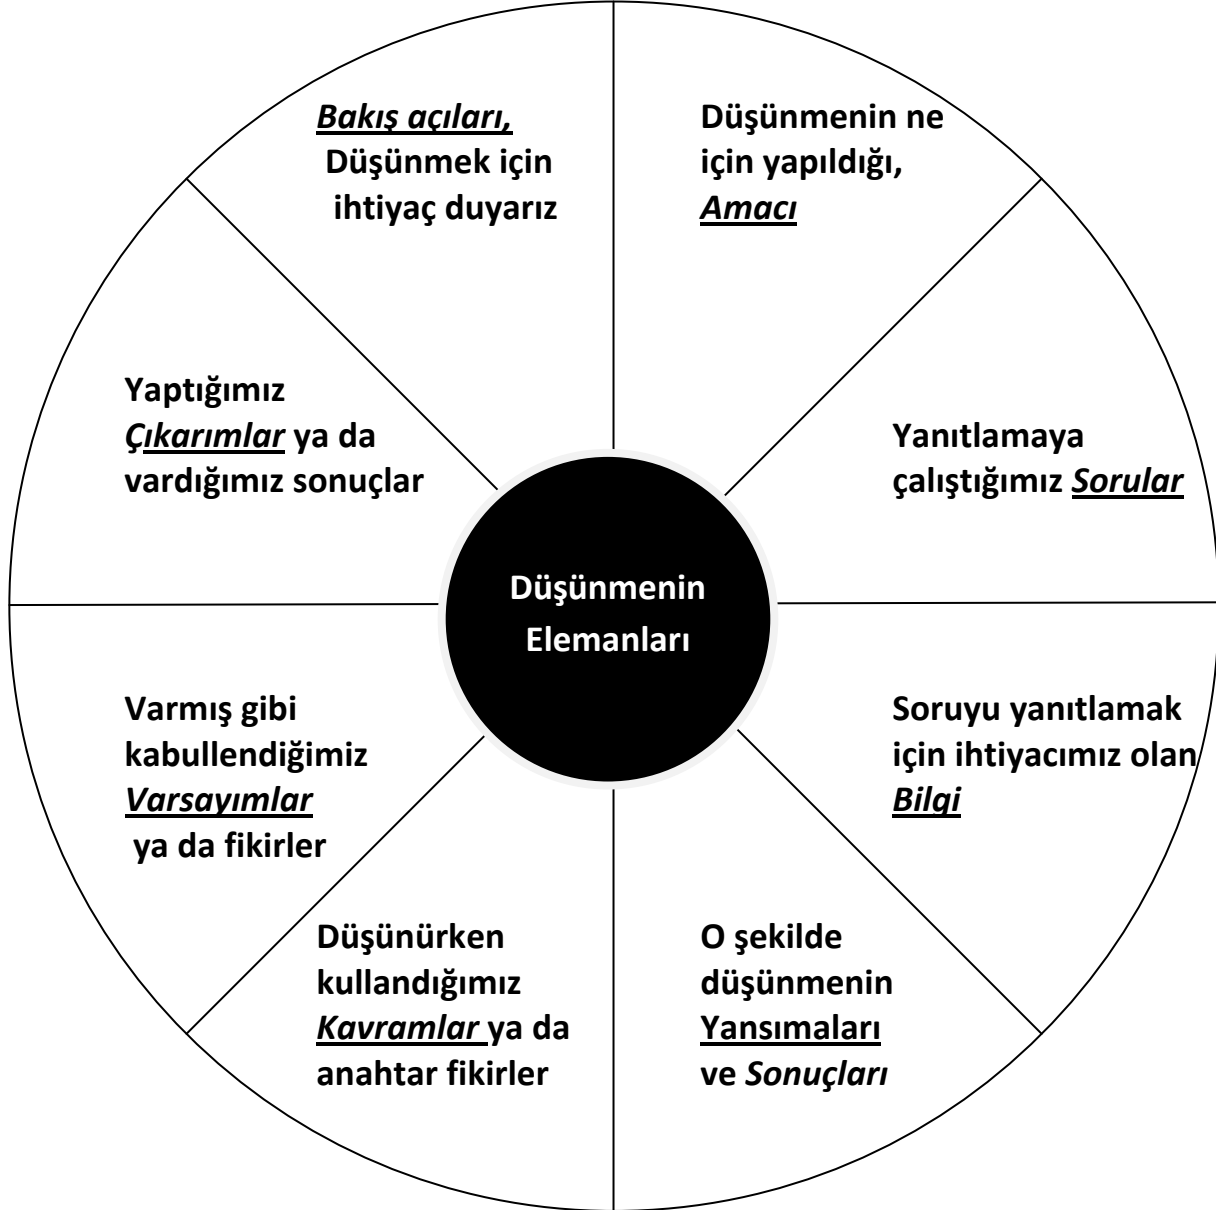 Bakış açıları,
Düşünmek için
ihtiyaç duyarız
Düşünmenin ne
için yapıldığı,
Amacı
Yanıtlamaya
çalıştığımız Sorular
Soruyu yanıtlamak
için ihtiyacımız olan
Bilgi
O şekilde
düşünmenin
Yansımaları
ve Sonuçları
Düşünürken
kullandığımız
Kavramlar ya da
anahtar fikirler
Varmış gibi
kabullendiğimiz
Varsayımlar
ya da fikirler
Yaptığımız
Çıkarımlar ya da
vardığımız sonuçlar
Düşünmenin
Elemanları